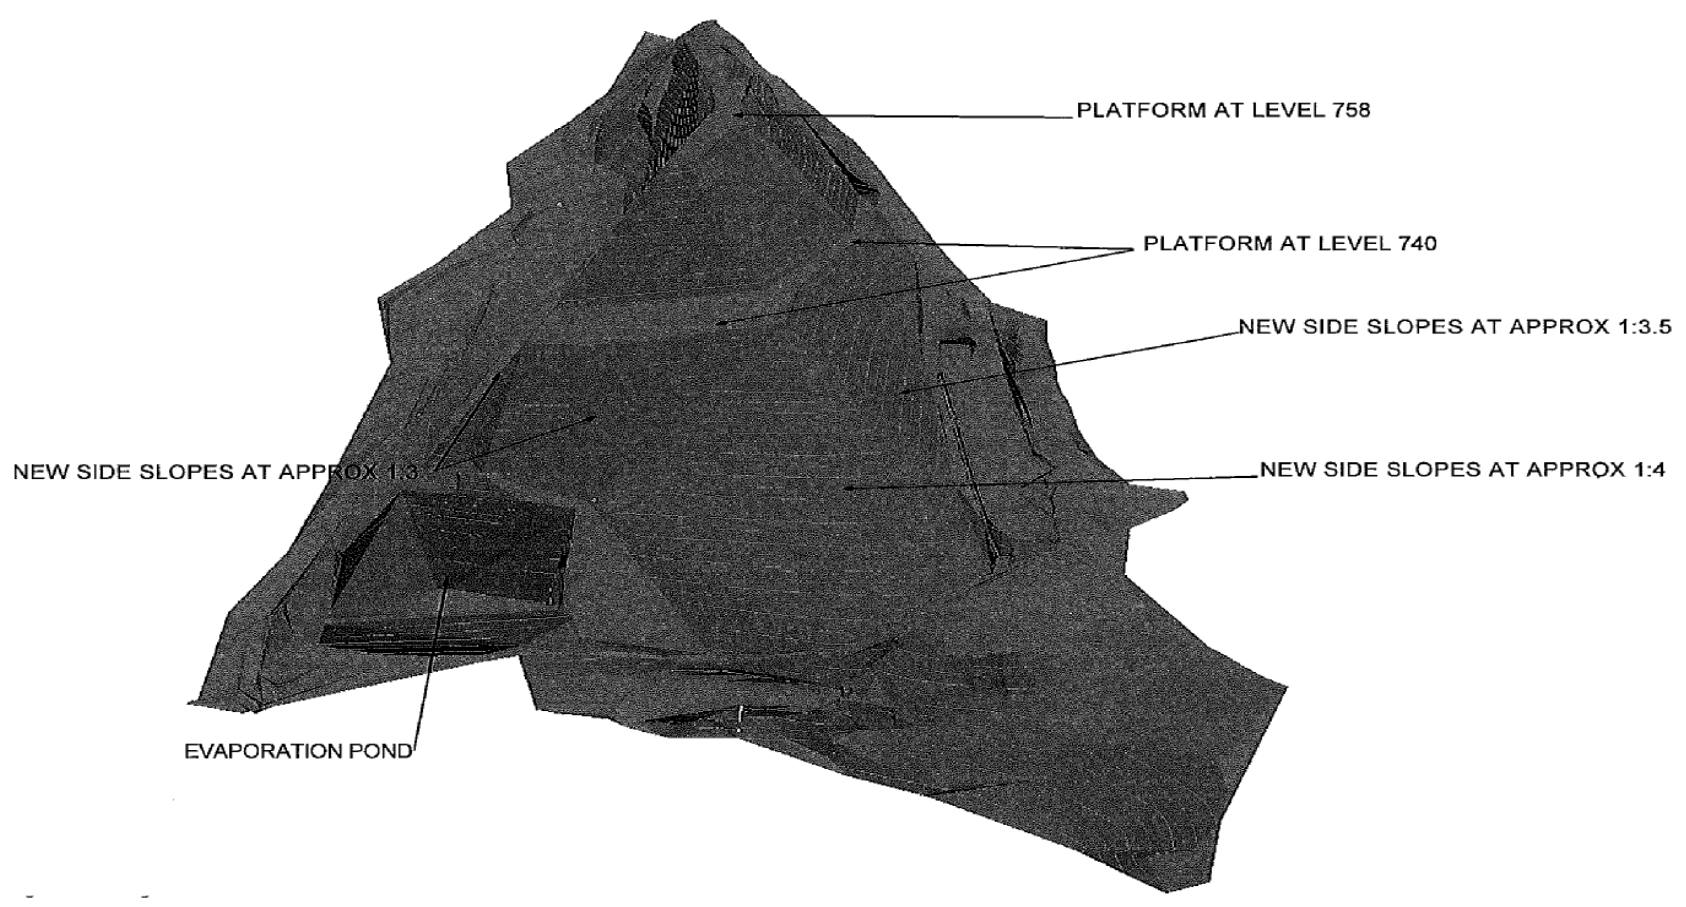 PLATFORM AT LEVEL 758
PLATFORM AT LEVEL 740
NEW SIDE SLOPES AT APPROX 1:3.5
NEW SIDE SLOPES AT APPROX 1:3
NEW SIDE SLOPES AT APPROX 1:4
EVAPORATION POND